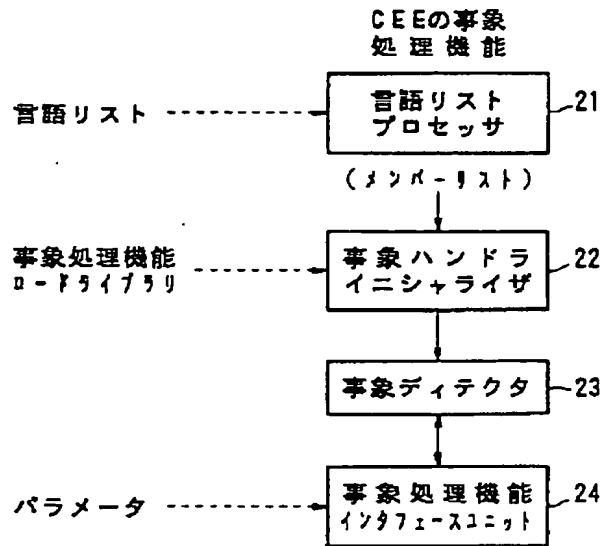 CEEの事象
処理機能
言語リスト
言語リスト
プロセッサ
21
(メンバーリスト)
事象処理機能
ロードライブラリ
事象ハンドラ
イニシャライザ
22
事象ディテクタ
23
パラメータ
事象処理機能
インタフェースユニット
24